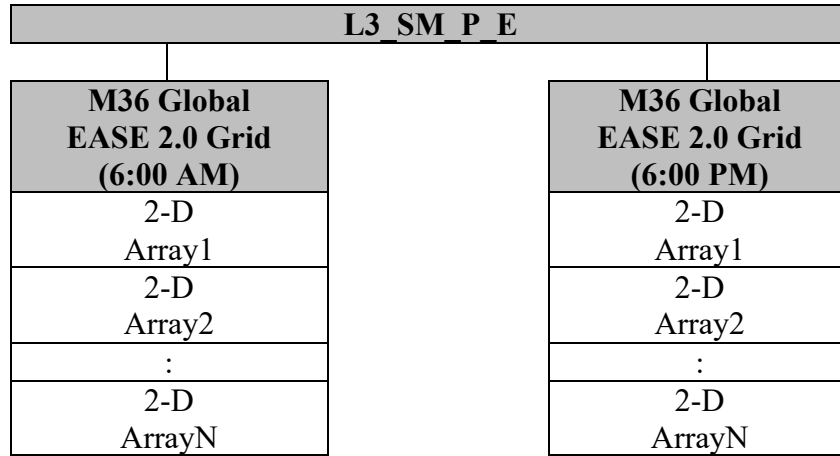 L3_SM_P_E
M36 Global
EASE 2.0 Grid
(6:00 AM)
2-D
Array1
2-D
Array2
:
2-D
ArrayN
M36 Global
EASE 2.0 Grid
(6:00 PM)
2-D
Array1
2-D
Array2
:
2-D
ArrayN